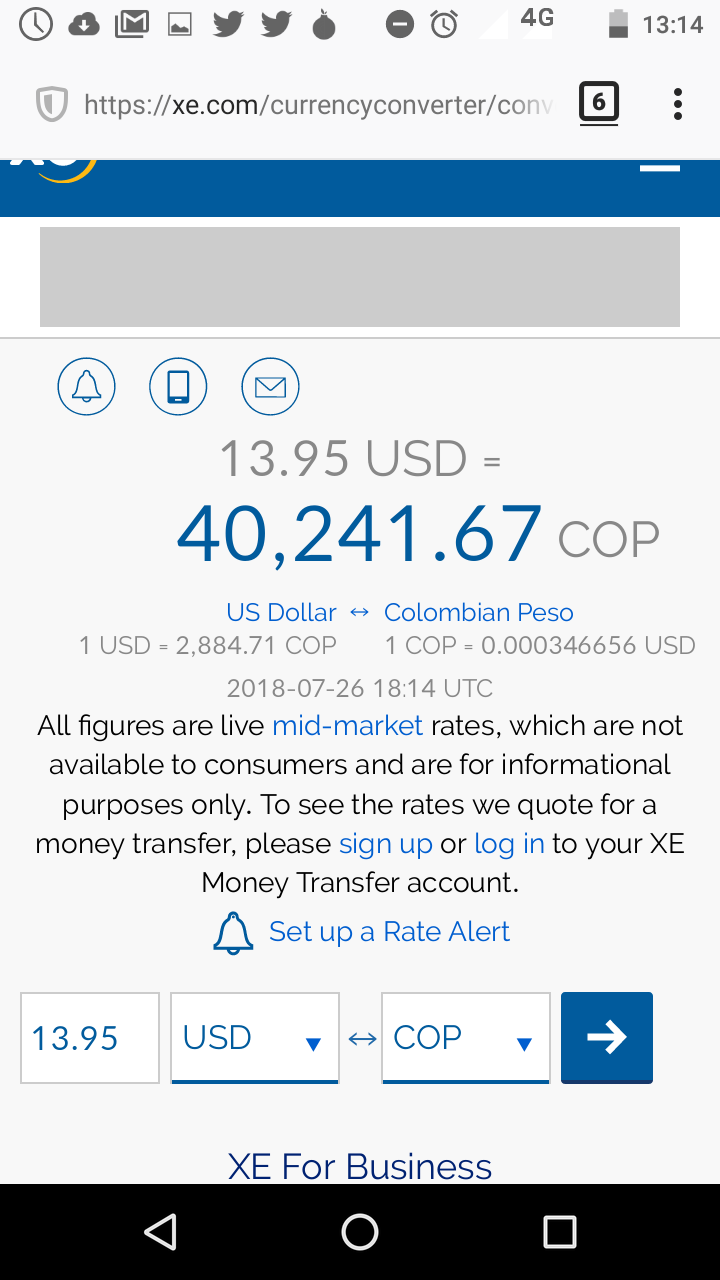 4G 13:14
https://xe.com/currencyconverter/conv
6
13.95 USD =
40,241.67 COP
US Dollar ↔ Colombian Peso
1 USD = 2,884.71 COP 1 COP = 0.000346656 USD
2018-07-26 18:14 UTC
All figures are live mid-market rates, which are not
available to consumers and are for informational
purposes only. To see the rates we quote for a
money transfer, please sign up or log in to your XE
Money Transfer account.
Set up a Rate Alert
13.95 USD ▼ ↔ COP ▼
XE For Business